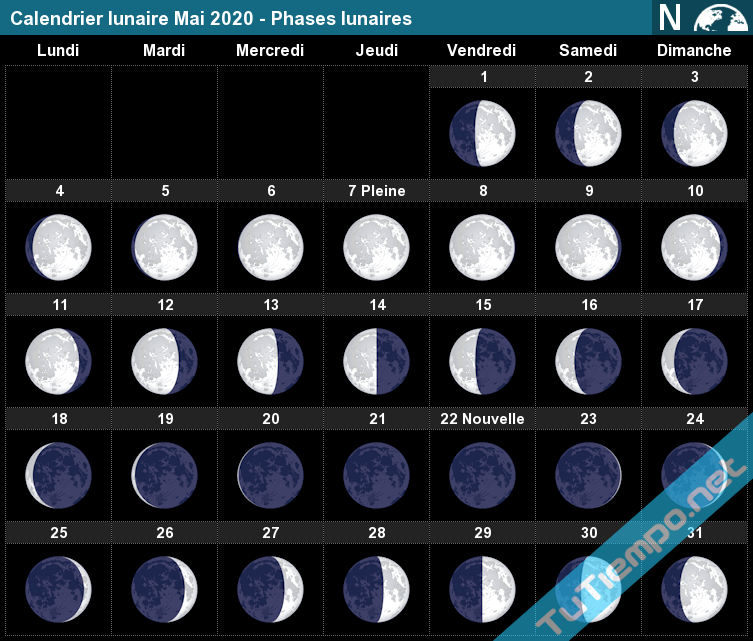 Calendrier lunaire Mai 2020 - Phases lunaires N
Lundi Mardi Mercredi Jeudi Vendredi Samedi Dimanche
1 2 3
4 5 6 7 Pleine 8 9 10
11 12 13 14 15 16 17
18 19 20 21 22 Nouvelle 23 24
25 26 27 28 29 30 31
TuTiempo.net